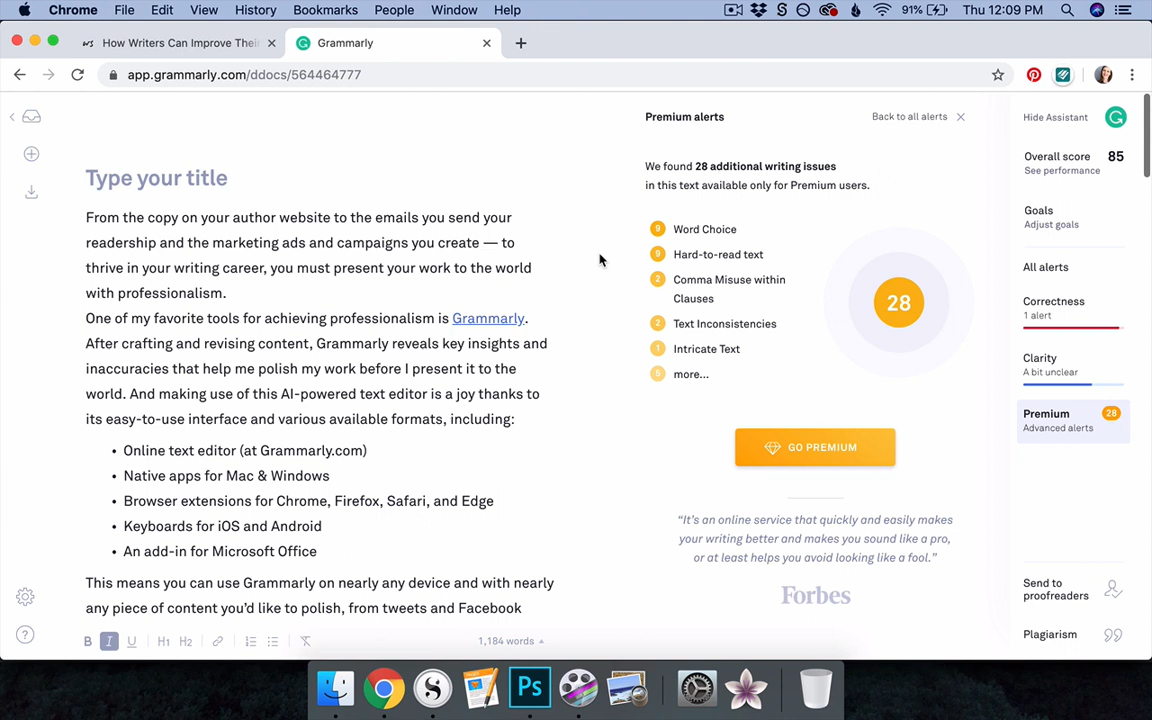 Chrome File Edit View History Bookmarks People Window Help 91% Thu 12:09 PM
How Writers Can Improve Thei
Grammarly
app.grammarly.com/ddocs/564464777
Type your title
From the copy on your author website to the emails you send your
readership and the marketing ads and campaigns you create — to
thrive in your writing career, you must present your work to the world
with professionalism.
One of my favorite tools for achieving professionalism is Grammarly.
After crafting and revising content, Grammarly reveals key insights and
inaccuracies that help me polish my work before I present it to the
world. And making use of this AI-powered text editor is a joy thanks to
its easy-to-use interface and various available formats, including:
• Online text editor (at Grammarly.com)
• Native apps for Mac & Windows
• Browser extensions for Chrome, Firefox, Safari, and Edge
• Keyboards for iOS and Android
• An add-in for Microsoft Office
This means you can use Grammarly on nearly any device and with nearly
any piece of content you'd like to polish, from tweets and Facebook
B I U H1 H2 1,184 words
Premium alerts
Back to all alerts
We found 28 additional writing issues
in this text available only for Premium users.
9 Word Choice
9 Hard-to-read text
2 Comma Misuse within
Clauses
2 Text Inconsistencies
1 Intricate Text
5 more...
28
GO PREMIUM
"It's an online service that quickly and easily makes
your writing better and makes you sound like a pro,
or at least helps you avoid looking like a fool."
Forbes
Hide Assistant
Overall score 85
See performance
Goals
Adjust goals
All alerts
Correctness
1 alert
Clarity
A bit unclear
Premium 28
Advanced alerts
Send to
proofreaders
Plagiarism
Ps